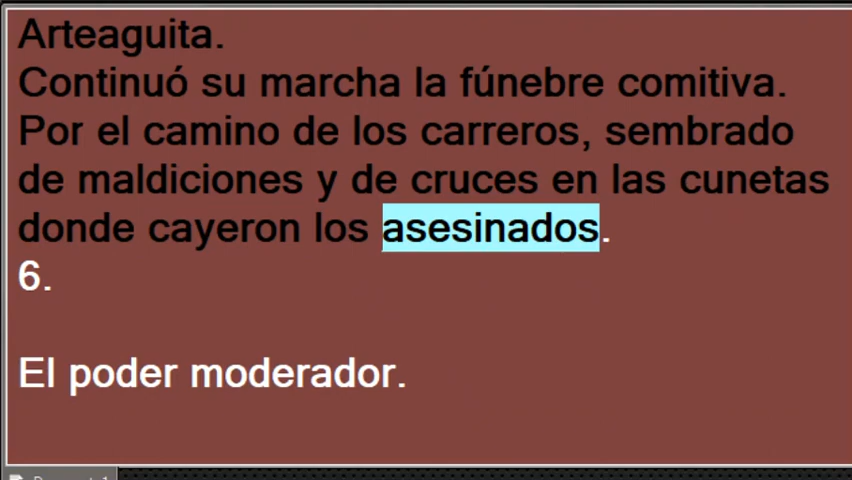 Arteaguita.
Continuó su marcha la fúnebre comitiva.
Por el camino de los carreros, sembrado
de maldiciones y de cruces en las cunetas
donde cayeron los asesinados.
6.
El poder moderador.